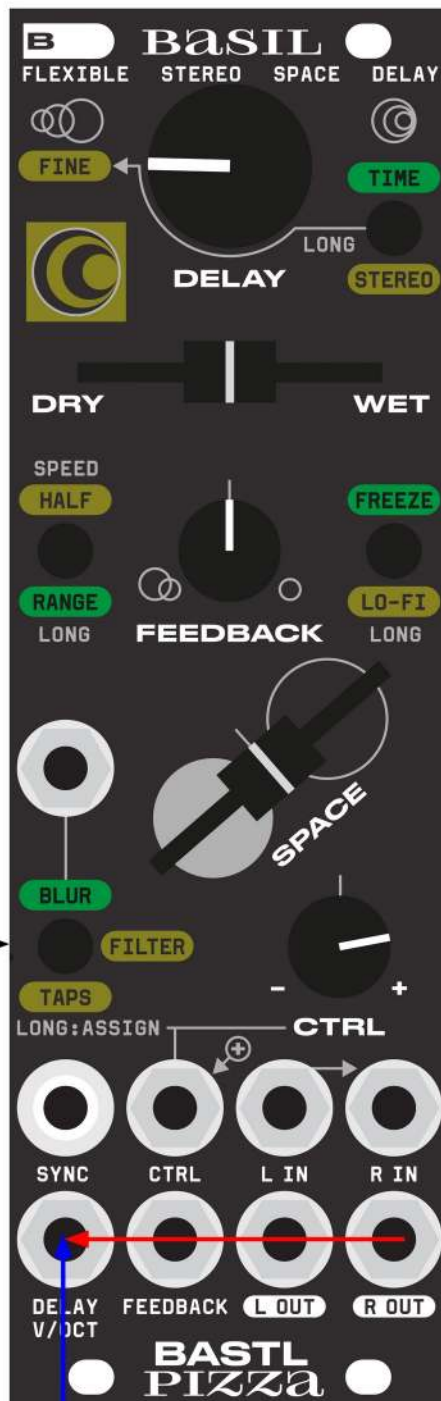 B BaSIL
FLEXIBLE STEREO SPACE DELAY
FINE
TIME
LONG
DELAY
STEREO
DRY WET
SPEED
HALF
FREEZE
RANGE
LO-FI
LONG
FEEDBACK
LONG
SPACE
BLUR
FILTER
TAPS
- +
LONG:ASSIGN
CTRL
SYNC CTRL L IN R IN
DELAY FEEDBACK L OUT R OUT
V/OCT
BASTL
PIZZa